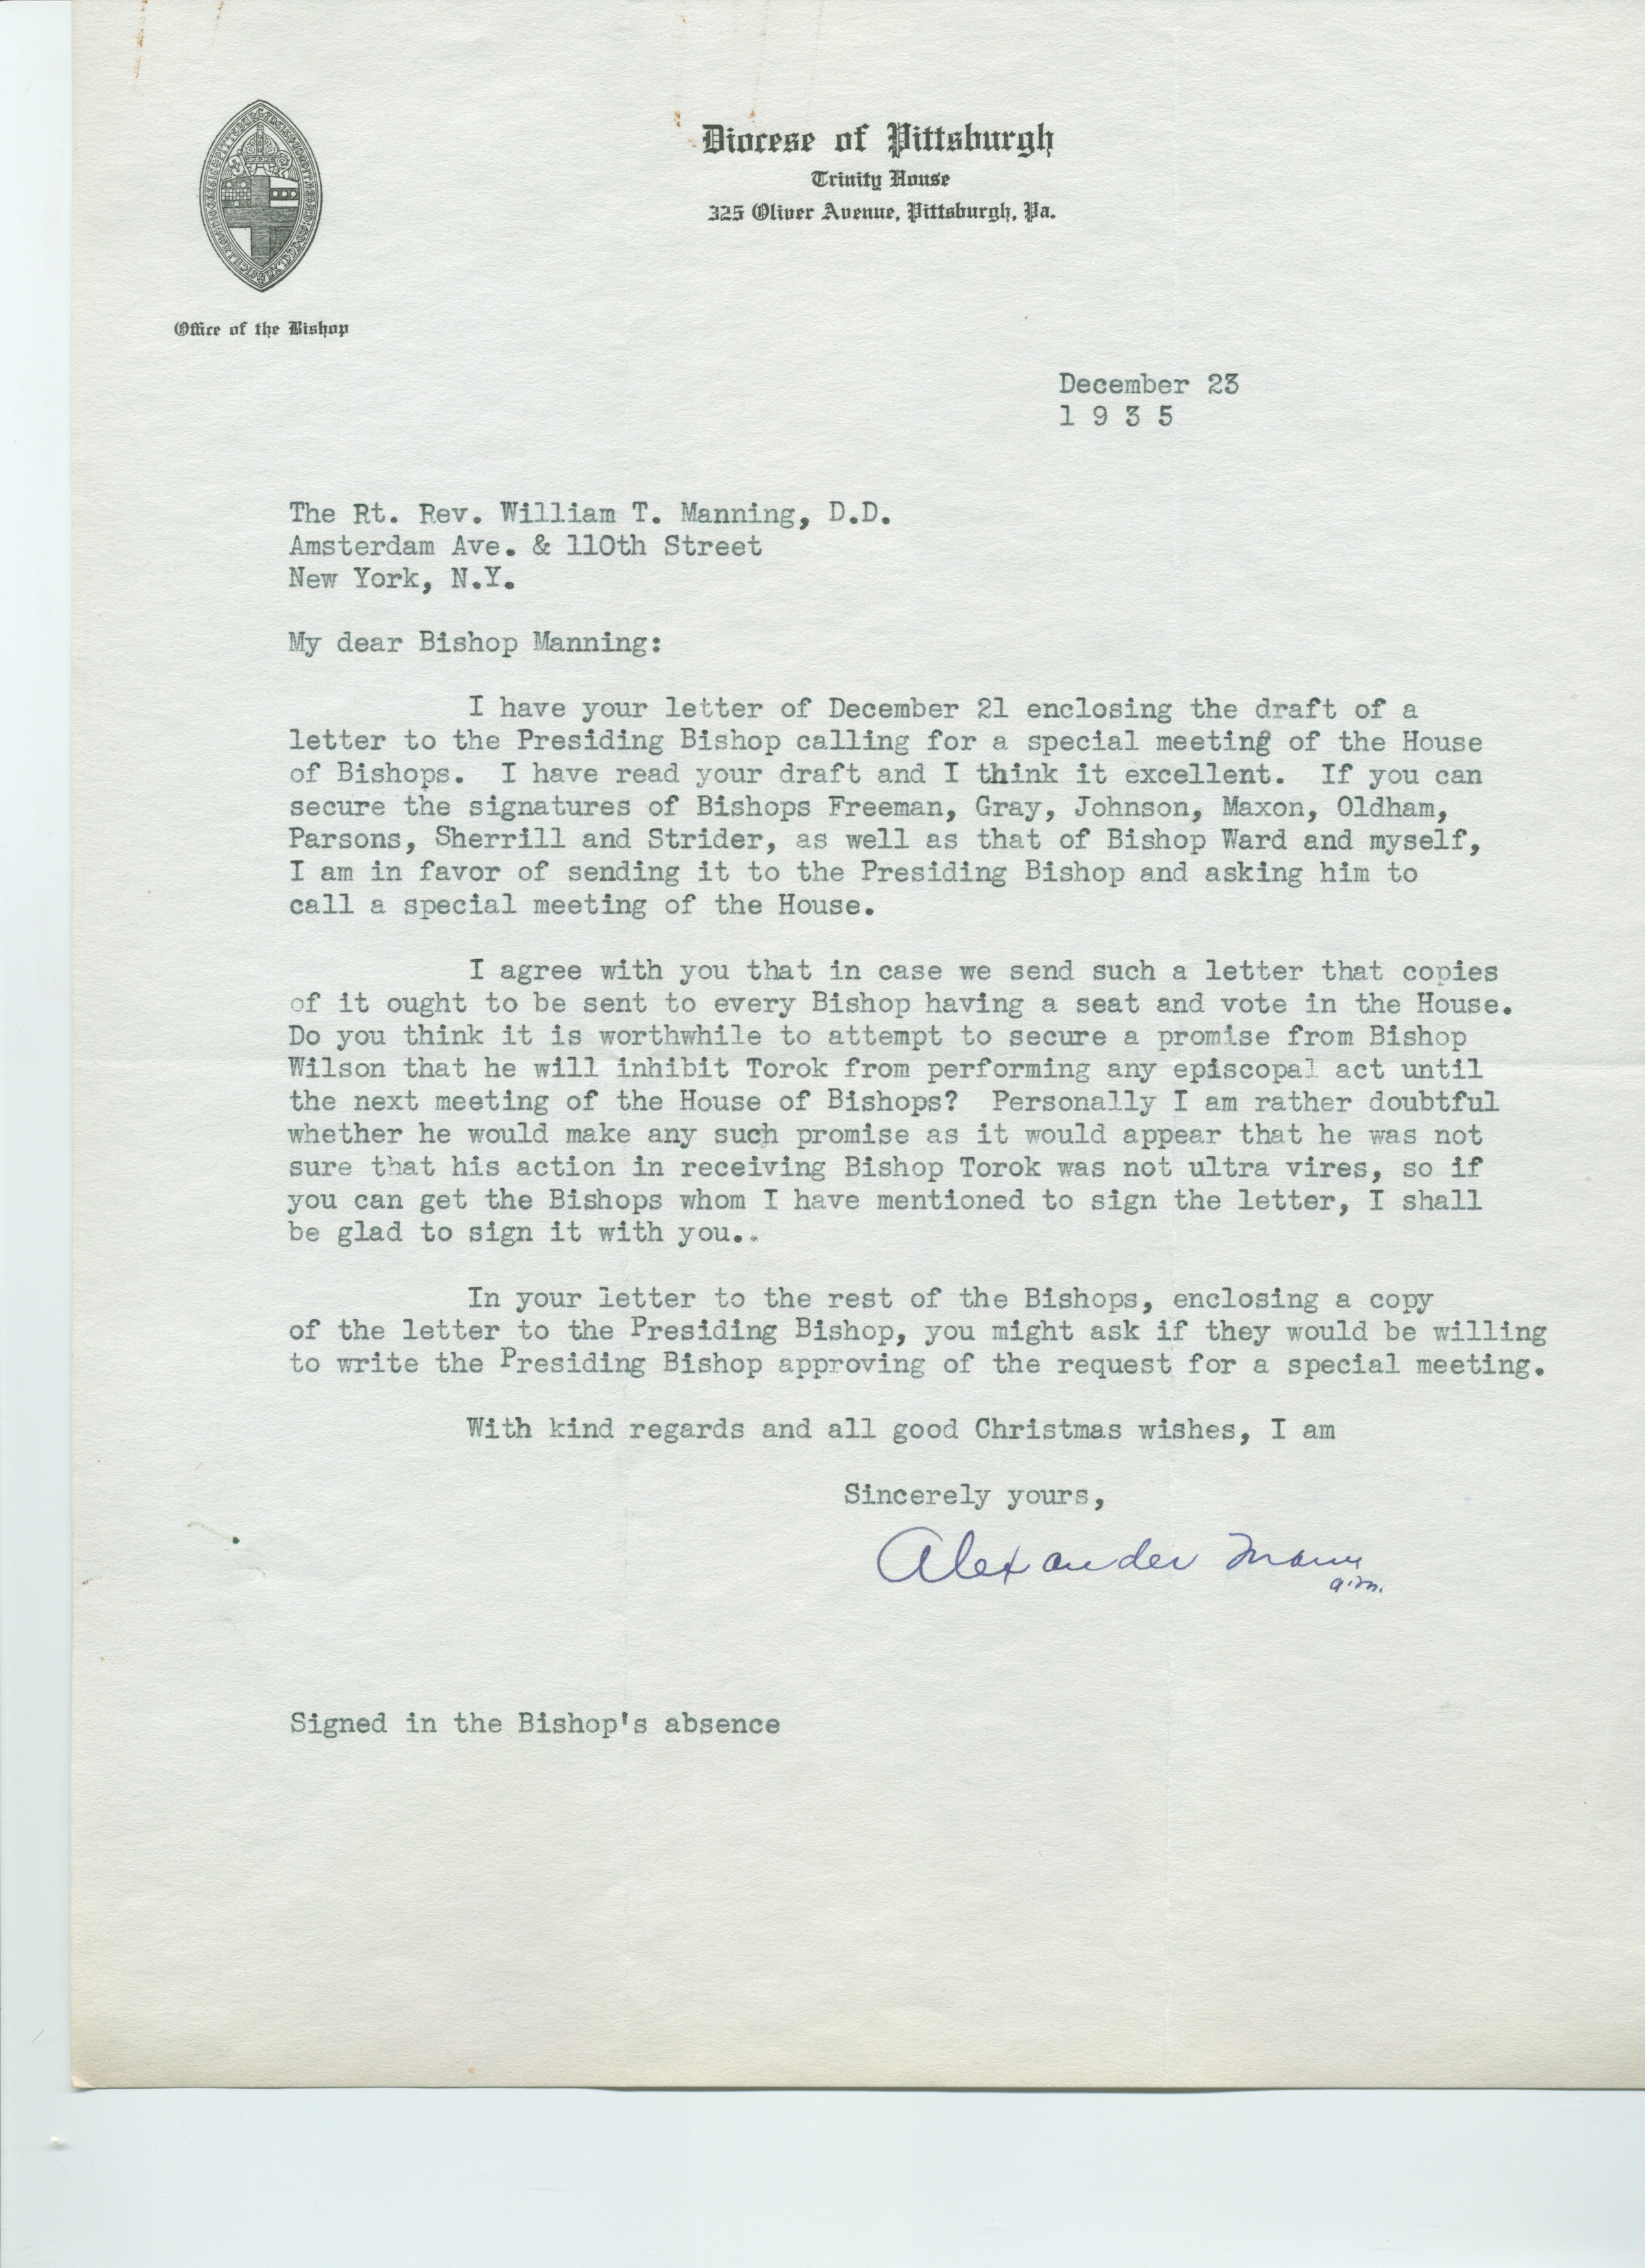 Diocese of Pittsburgh
Trinity House
325 Oliver Avenue, Pittsburgh, Pa.
Office of the Bishop
December 23
1 9 3 5
The Rt. Rev. William T. Manning, D.D.
Amsterdam Ave. & 110th Street
New York, N.Y.
My dear Bishop Manning:
I have your letter of December 21 enclosing the draft of a
letter to the Presiding Bishop calling for a special meeting of the House
of Bishops. I have read your draft and I think it excellent. If you can
secure the signatures of Bishops Freeman, Gray, Johnson, Maxon, Oldham,
Parsons, Sherrill and Strider, as well as that of Bishop Ward and myself,
I am in favor of sending it to the Presiding Bishop and asking him to
call a special meeting of the House.
I agree with you that in case we send such a letter that copies
of it ought to be sent to every Bishop having a seat and vote in the House.
Do you think it is worthwhile to attempt to secure a promise from Bishop
Wilson that he will inhibit Torok from performing any episcopal act until
the next meeting of the House of Bishops? Personally I am rather doubtful
whether he would make any such promise as it would appear that he was not
sure that his action in receiving Bishop Torok was not ultra vires, so if
you can get the Bishops whom I have mentioned to sign the letter, I shall
be glad to sign it with you..
In your letter to the rest of the Bishops, enclosing a copy
of the letter to the Presiding Bishop, you might ask if they would be willing
to write the Presiding Bishop approving of the request for a special meeting.
With kind regards and all good Christmas wishes, I am
Sincerely yours,
Alexander Mann
Signed in the Bishop's absence